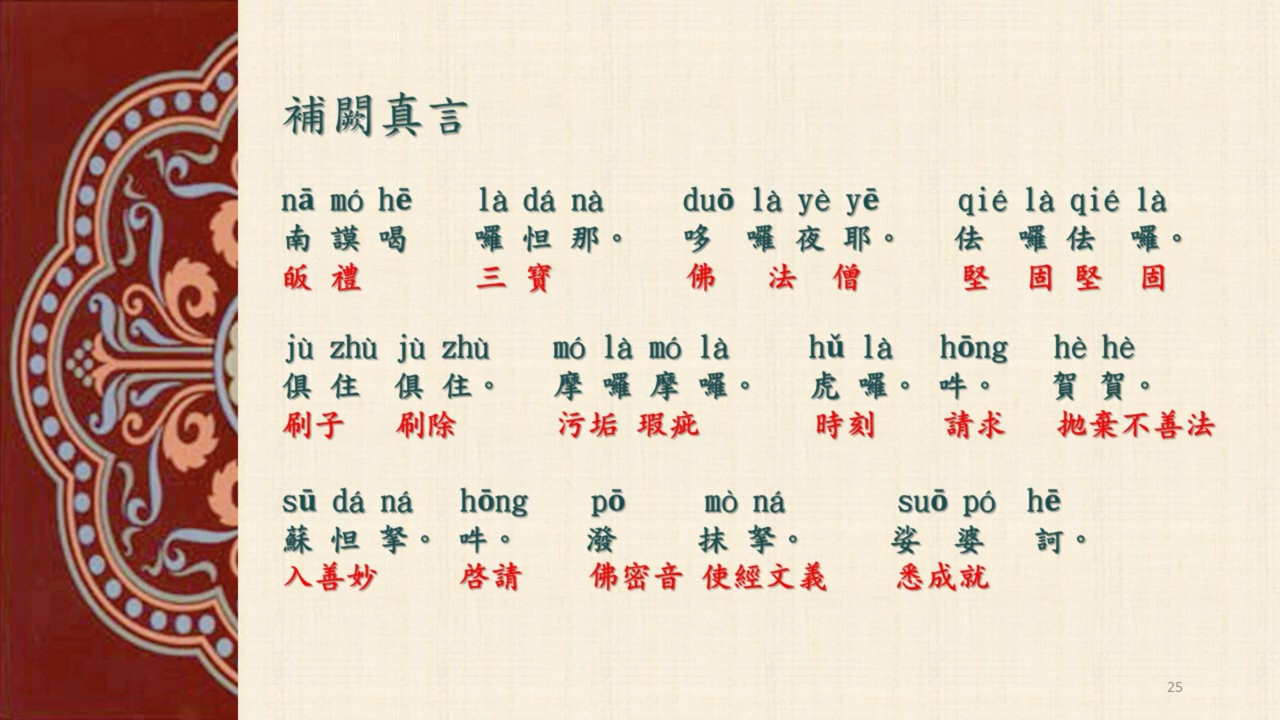 補闕真言
nā mó hē là dá nà duō là yè yē qié là qié là
南 謨 喝 囉 怛 那。 哆 囉 夜 耶。 佉 囉 佉 囉。
皈 禮 三 寶 佛 法 僧 堅 固 堅 固
jù zhù jù zhù mó là mó là hǔ là hōng hè hè
俱 住 俱 住。 摩 囉 摩 囉。 虎 囉。 吽。 賀 賀。
刷子 刷除 污垢 瑕疵 時刻 請求 拋棄不善法
sū dá ná hōng pō mò ná suō pó hē
蘇 怛 拏。 吽。 潑 抹 拏。 娑 婆 訶。
入善妙 啓請 佛密音 使經文義 悉成就
25